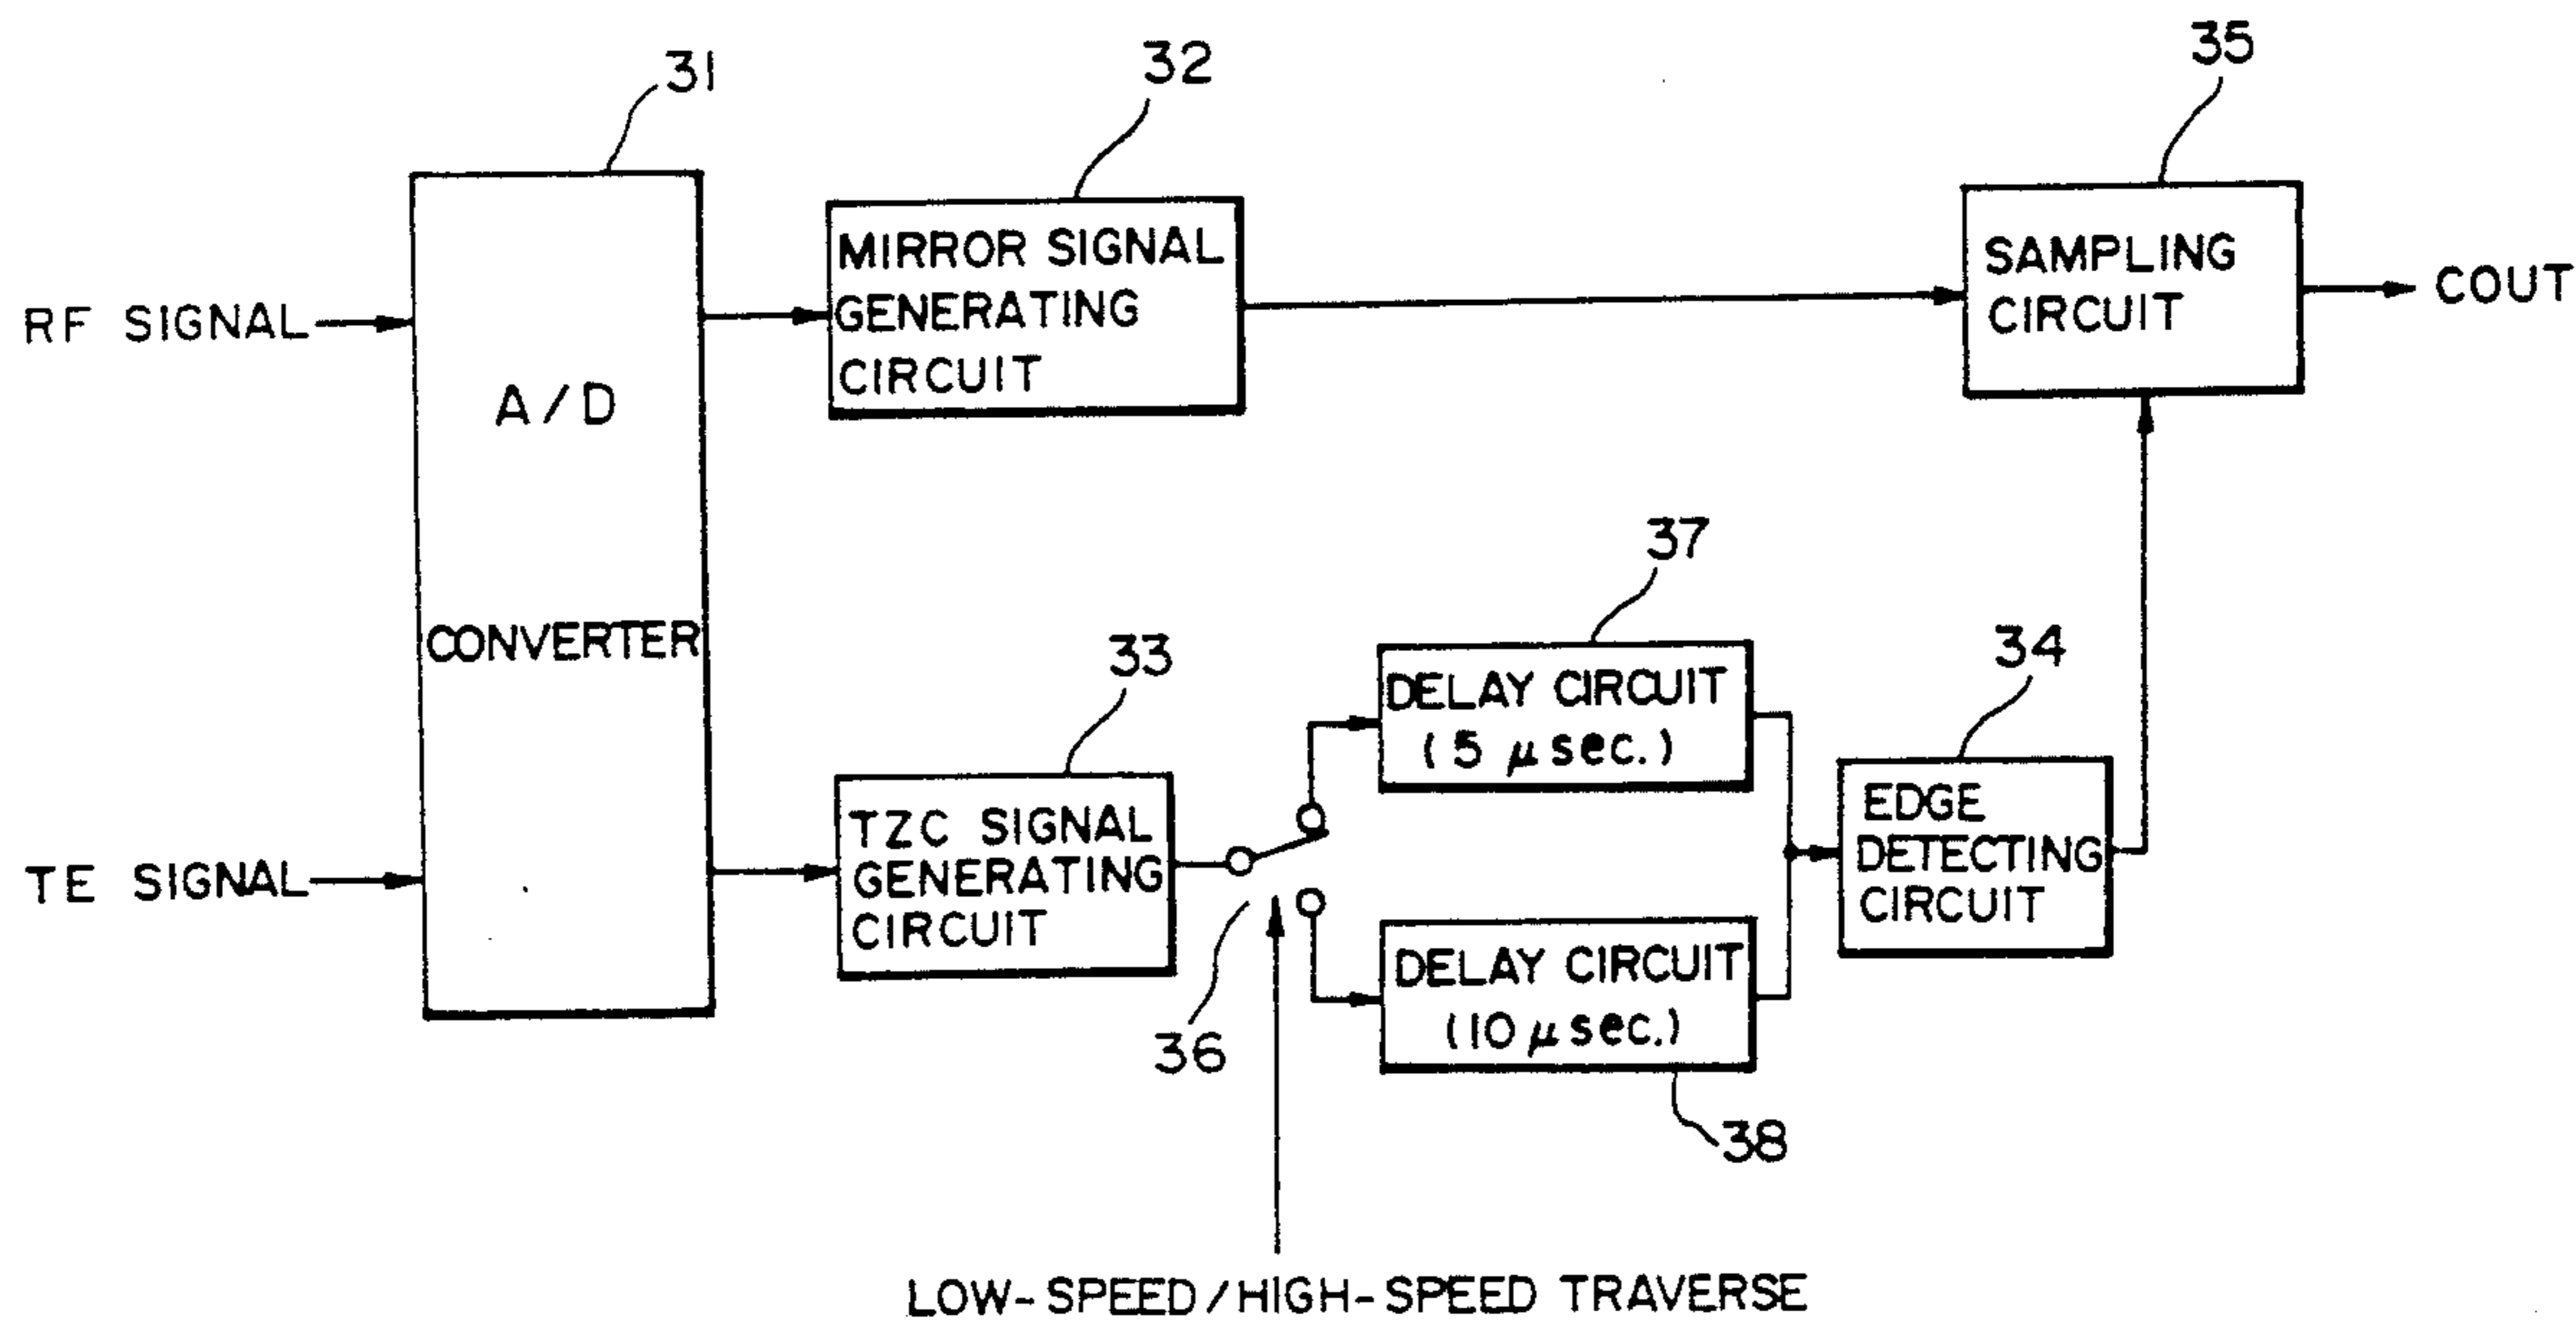 31
32
35
RF SIGNAL
A/D
CONVERTER
MIRROR SIGNAL
GENERATING
CIRCUIT
SAMPLING
CIRCUIT
COUT
37
33
34
DELAY CIRCUIT
(5 μsec.)
TE SIGNAL
TZC SIGNAL
GENERATING
CIRCUIT
EDGE
DETECTING
CIRCUIT
36
DELAY CIRCUIT
(10 μsec.)
38
LOW-SPEED/HIGH-SPEED TRAVERSE